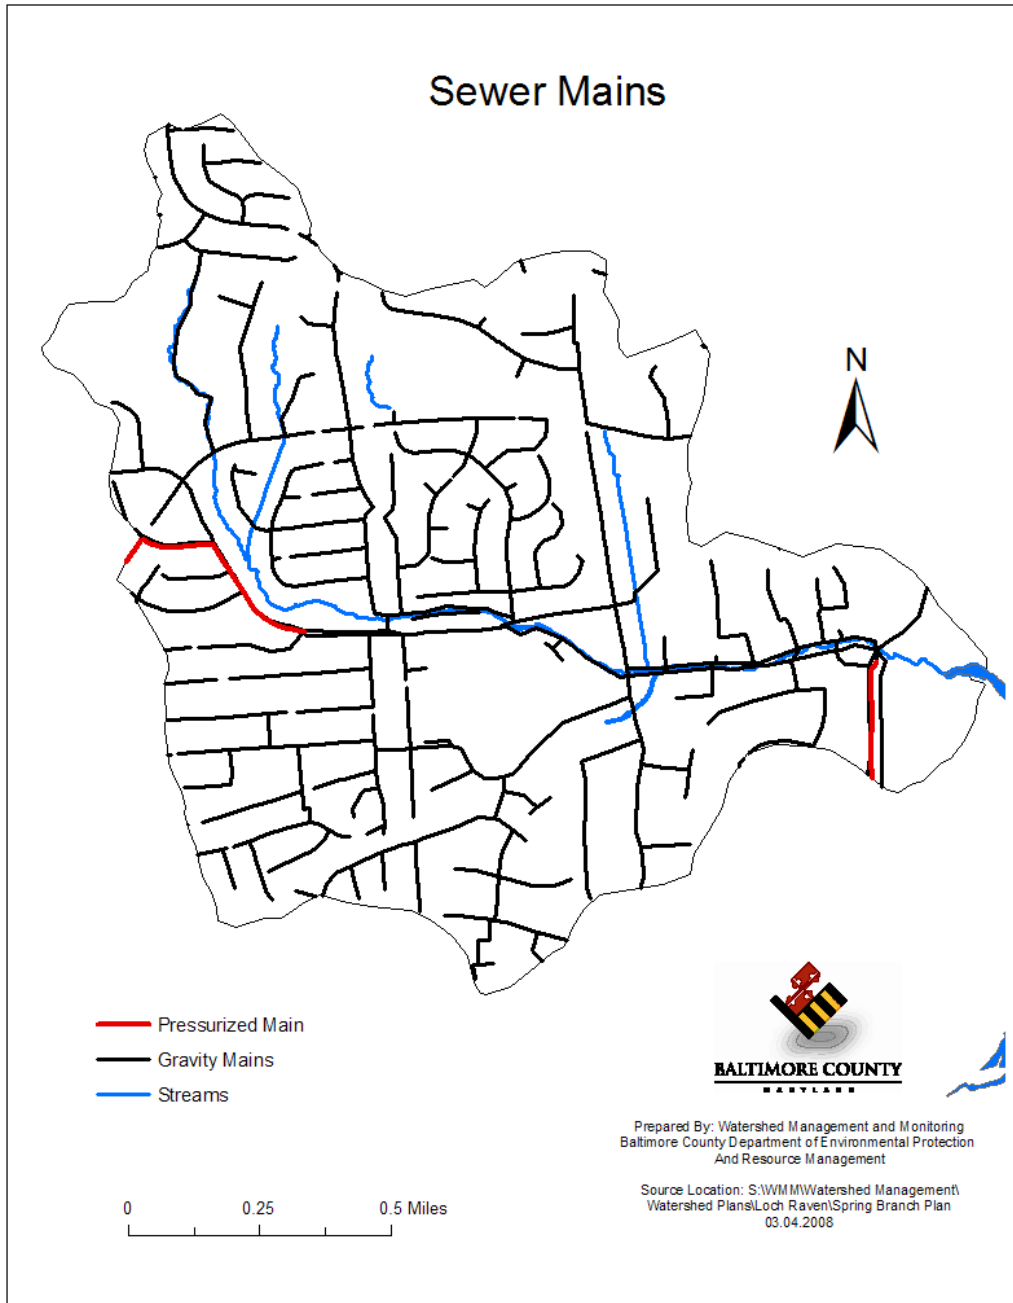 Sewer Mains
N
Pressurized Main
Gravity Mains
Streams
BALTIMORE COUNTY
MARYLAND
Prepared By: Watershed Management and Monitoring
Baltimore County Department of Environmental Protection
And Resource Management
Source Location: S:\WMM\Watershed Management\
Watershed Plans\Loch Raven\Spring Branch Plan
03.04.2008
0 0.25 0.5 Miles